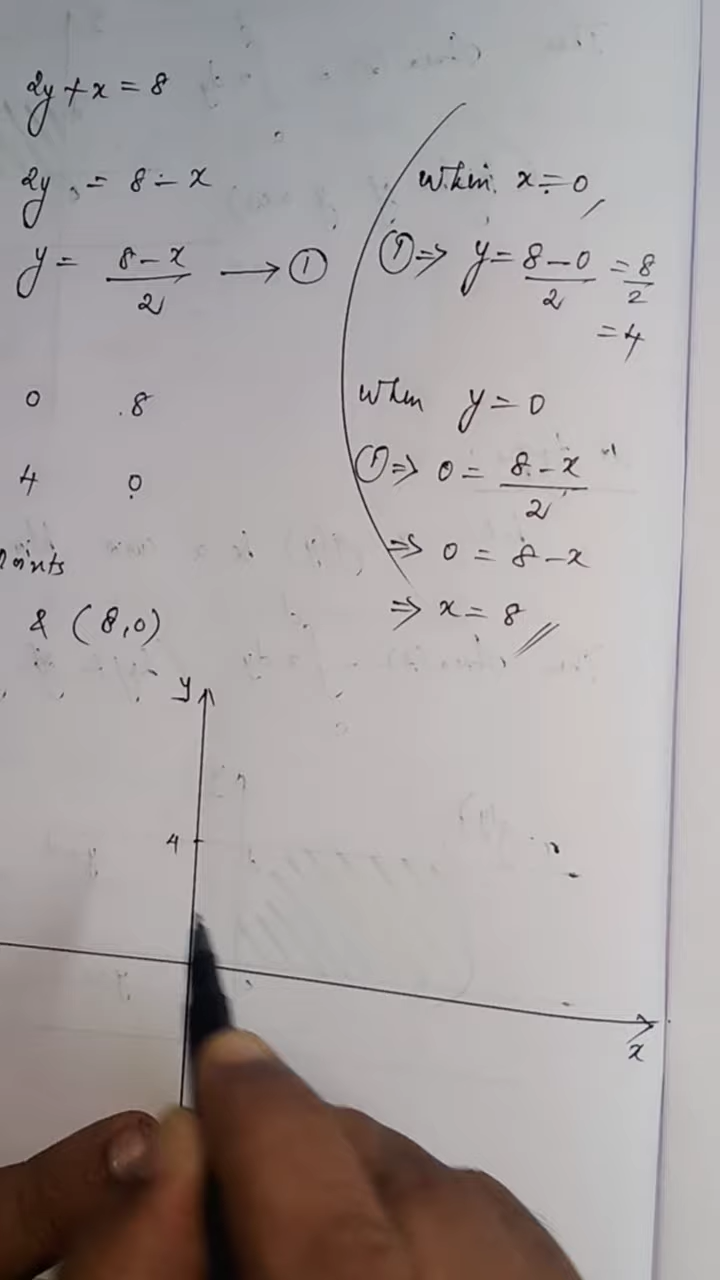 2y + x = 8
2y = 8 - x
y = 8 - x / 2 → ①
0 8
4 0
& (8,0)
When x = 0,
① ⇒ y = 8 - 0 / 2 = 8 / 2
= 4
When y = 0
① ⇒ 0 = 8 - x / 2
⇒ 0 = 8 - x
⇒ x = 8 //
y
4
x